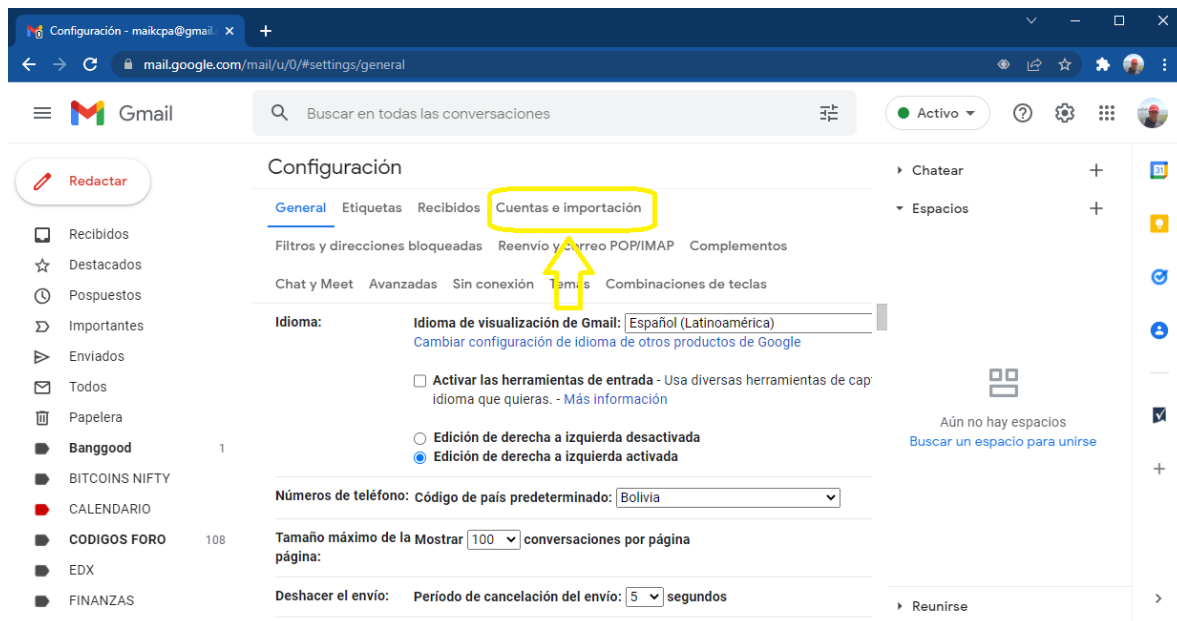 Configuración - maikcpa@gmail.
mail.google.com/mail/u/0/#settings/general
Gmail
Buscar en todas las conversaciones
Activo
Redactar
Recibidos
Destacados
Pospuestos
Importantes
Enviados
Todos
Papelera
Banggood 1
BITCOINS NIFTY
CALENDARIO
CODIGOS FORO 108
EDX
FINANZAS
Configuración
General Etiquetas Recibidos Cuentas e importación
Filtros y direcciones bloqueadas Reenvío y correo POP/IMAP Complementos
Chat y Meet Avanzadas Sin conexión Temas Combinaciones de teclas
Idioma: Idioma de visualización de Gmail: Español (Latinoamérica)
Cambiar configuración de idioma de otros productos de Google
Activar las herramientas de entrada - Usa diversas herramientas de cap
idioma que quieras. - Más información
Edición de derecha a izquierda desactivada
Edición de derecha a izquierda activada
Números de teléfono: Código de país predeterminado: Bolivia
Tamaño máximo de la página: Mostrar 100 conversaciones por página
Deshacer el envío: Período de cancelación del envío: 5 segundos
Chatear
Espacios
Aún no hay espacios
Buscar un espacio para unirse
Reunirse
31